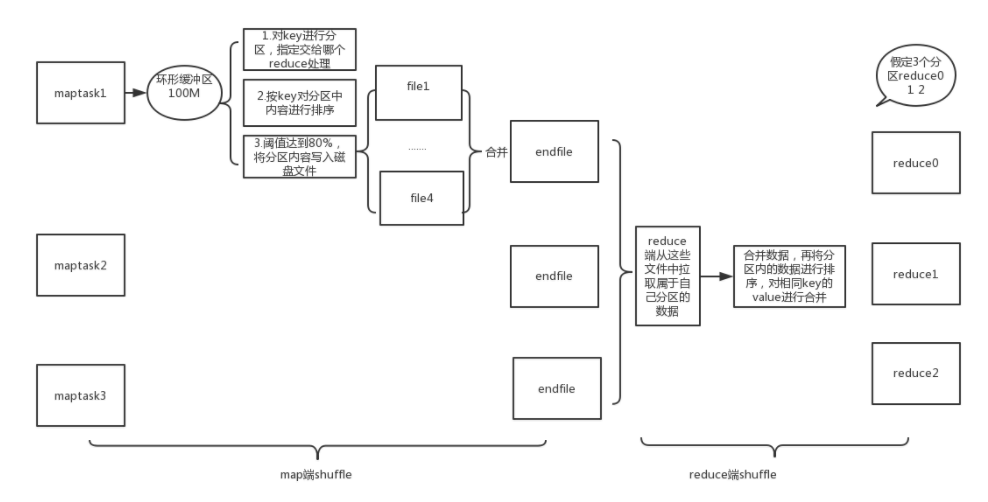 maptask1
环形缓冲区
100M
1.对key进行分
区，指定交给哪个
reduce处理
2.按key对分区中
内容进行排序
3.阈值达到80%，
将分区内容写入磁
盘文件
file1
.......
file4
合并
endfile
假定3个分
区reduce0
1 2
reduce0
maptask2
endfile
reduce
端从这些
文件中拉
取属于自
己分区的
数据
合并数据，再将分
区内的数据进行排
序，对相同key的
value进行合并
reduce1
maptask3
endfile
reduce2
map端shuffle
reduce端shuffle